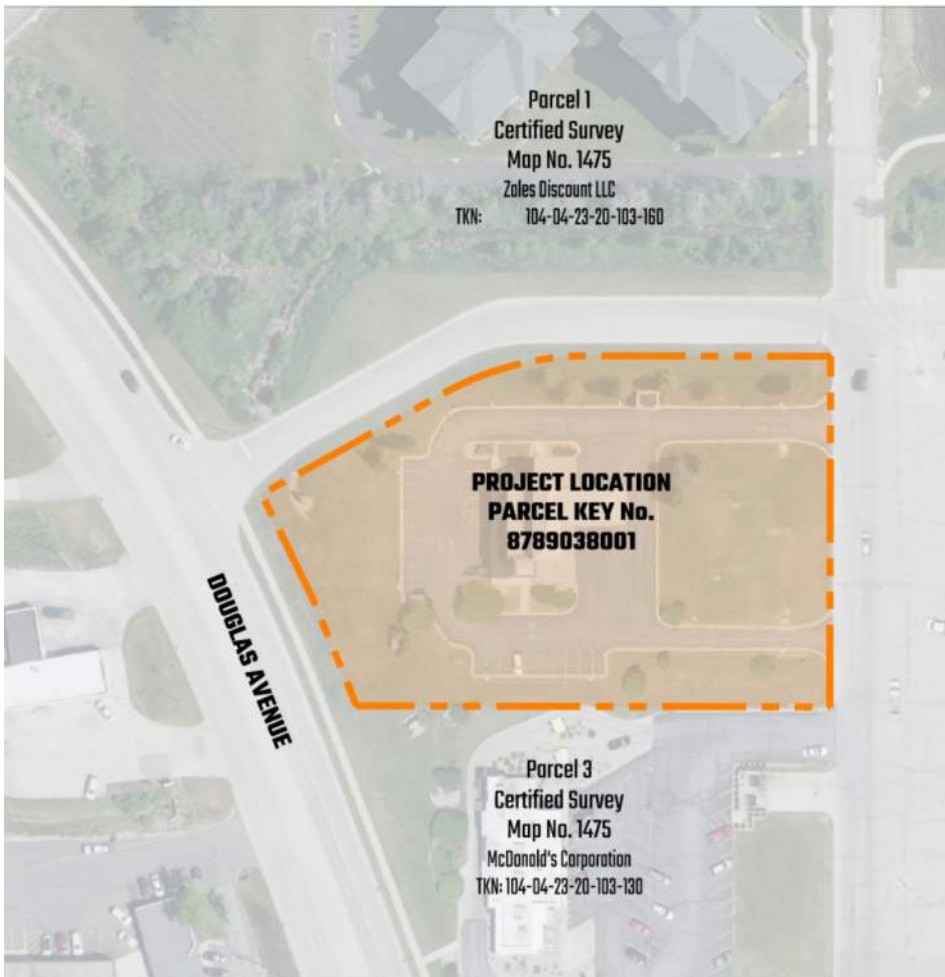 Parcel 1
Certified Survey
Map No. 1475
Zales Discount LLC
TKN: 104-04-23-20-103-160
PROJECT LOCATION
PARCEL KEY No.
8789038001
DOUGLAS AVENUE
Parcel 3
Certified Survey
Map No. 1475
McDonald's Corporation
TKN: 104-04-23-20-103-130